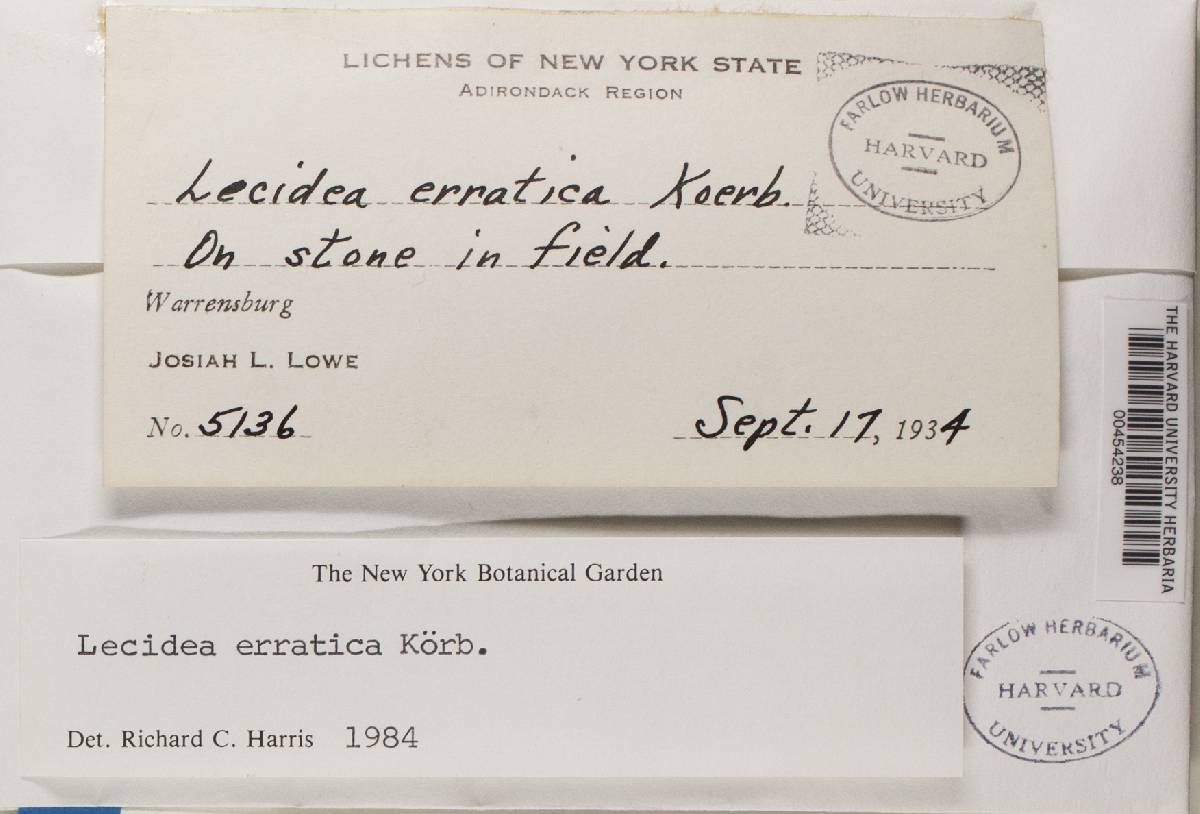 LICHENS OF NEW YORK STATE
ADIRONDACK REGION
FARLOW HERBARIUM
HARVARD
UNIVERSITY
Lecidea erratica Koerb.
On stone in field.
Warrensburg
JOSIAH L. LOWE
No. 5136
Sept. 17, 1934
THE HARVARD UNIVERSITY HERBARIA
00454238
The New York Botanical Garden
Lecidea erratica Körb.
Det. Richard C. Harris 1984
FARLOW HERBARIUM
HARVARD
UNIVERSITY